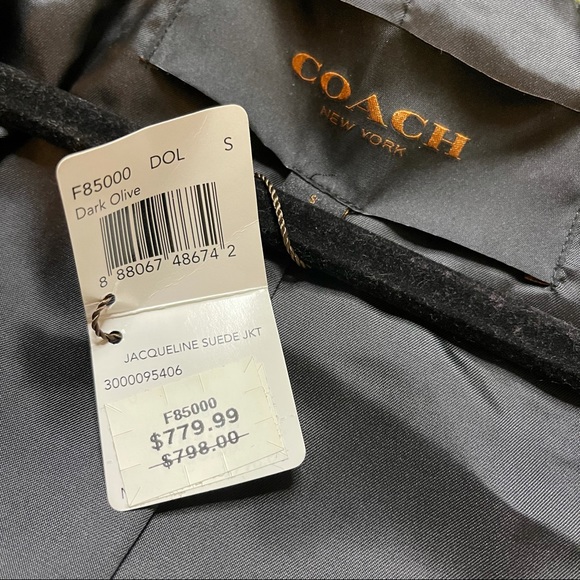 COACH
NEW YORK
S
F85000 DOL S
Dark Olive
8 88067 48674 2
JACQUELINE SUEDE JKT
3000095406
F85000
$779.99
$798.00